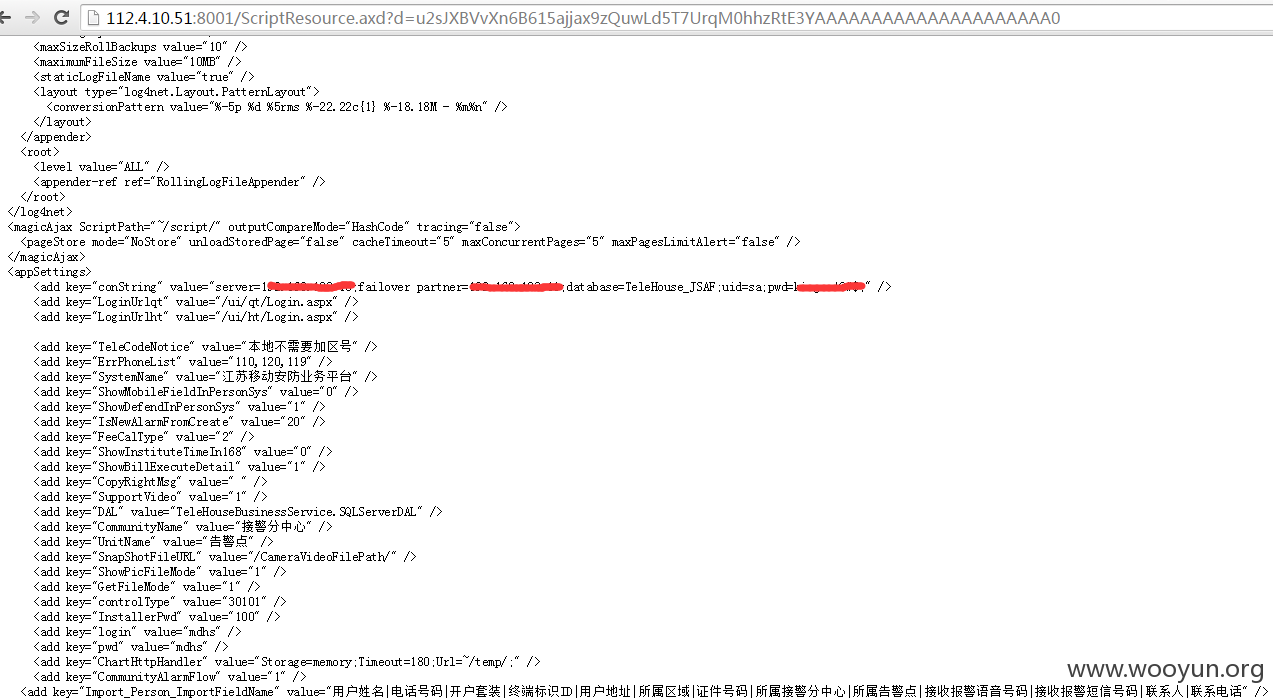 112.4.10.51:8001/ScriptResource.axd?d=u2sJXBVvXn6B615ajjax9zQuwLd5T7UrqM0hhzRtE3YAAAAAAAAAAAAAAAAAAAAA0
<maxSizeRollBackups value="10" />
<maximumFileSize value="10MB" />
<staticLogFileName value="true" />
<layout type="log4net.Layout.PatternLayout">
<conversionPattern value="%-5p %d %5rms %-22.22c{1} %-18.18M - %m%n" />
</layout>
</appender>
<root>
<level value="ALL" />
<appender-ref ref="RollingLogFileAppender" />
</root>
</log4net>
<magicAjax ScriptPath="~/script/" outputCompareMode="HashCode" tracing="false">
<pageStore mode="NoStore" unloadStoredPage="false" cacheTimeout="5" maxConcurrentPages="5" maxPagesLimitAlert="false" />
</magicAjax>
<appSettings>
<add key="conString" value="server= ;failover partner= ;database=TeleHouse_JSAF;uid=sa;pwd= ;" />
<add key="LoginUrlqt" value="/ui/qt/Login.aspx" />
<add key="LoginUrlht" value="/ui/ht/Login.aspx" />
<add key="TeleCodeNotice" value="本地不需要加区号" />
<add key="ErrPhoneList" value="110,120,119" />
<add key="SystemName" value="江苏移动安防业务平台" />
<add key="ShowMobileFieldInPersonSys" value="0" />
<add key="ShowDefendInPersonSys" value="1" />
<add key="IsNewAlarmFromCreate" value="20" />
<add key="FeeCalType" value="2" />
<add key="ShowInstituteTimeIn168" value="0" />
<add key="ShowBillExecuteDetail" value="1" />
<add key="CopyRightMsg" value=" " />
<add key="SupportVideo" value="1" />
<add key="DAL" value="TeleHouseBusinessService.SQLServerDAL" />
<add key="CommunityName" value="接警分中心" />
<add key="UnitName" value="告警点" />
<add key="SnapShotFileURL" value="/CameraVideoFilePath/" />
<add key="ShowPicFileMode" value="1" />
<add key="GetFileMode" value="1" />
<add key="controlType" value="30101" />
<add key="InstallerPwd" value="100" />
<add key="login" value="mdhs" />
<add key="pwd" value="mdhs" />
<add key="ChartHttpHandler" value="Storage=memory;Timeout=180;Url=~/temp/;" />
<add key="CommunityAlarmFlow" value="1" />
<add key="Import_Person_ImportFieldName" value="用户姓名|电话号码|开户套装|终端标识ID|用户地址|所属区域|证件号码|所属接警分中心|所属告警点|接收报警语音号码|接收报警短信号码|联系人|联系电话" />
www.wooyun.org